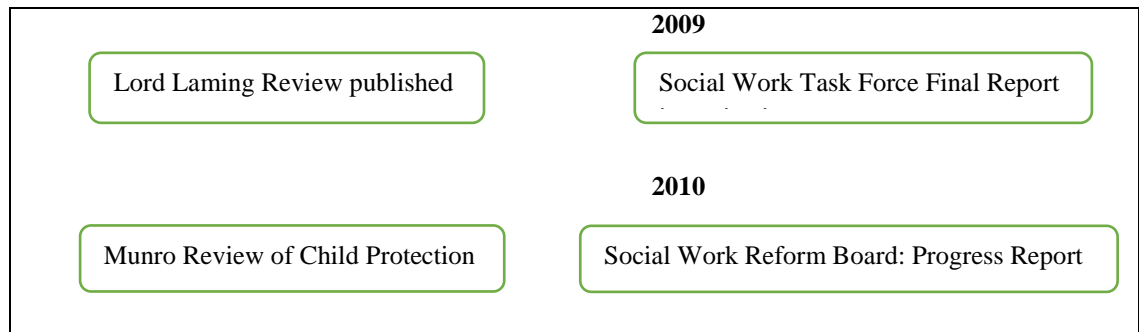 2009
Lord Laming Review published
Social Work Task Force Final Report
2010
Munro Review of Child Protection
Social Work Reform Board: Progress Report